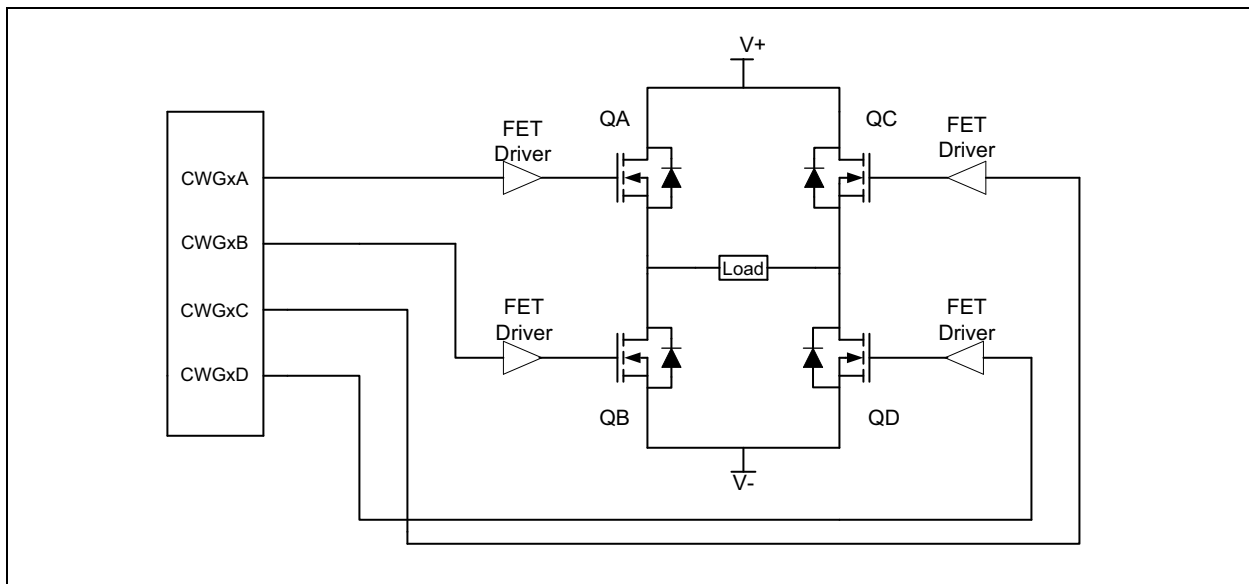 V+
QA
QC
FET
Driver
FET
Driver
CWGxA
CWGxB
Load
CWGxC
FET
Driver
FET
Driver
CWGxD
QB
QD
V-